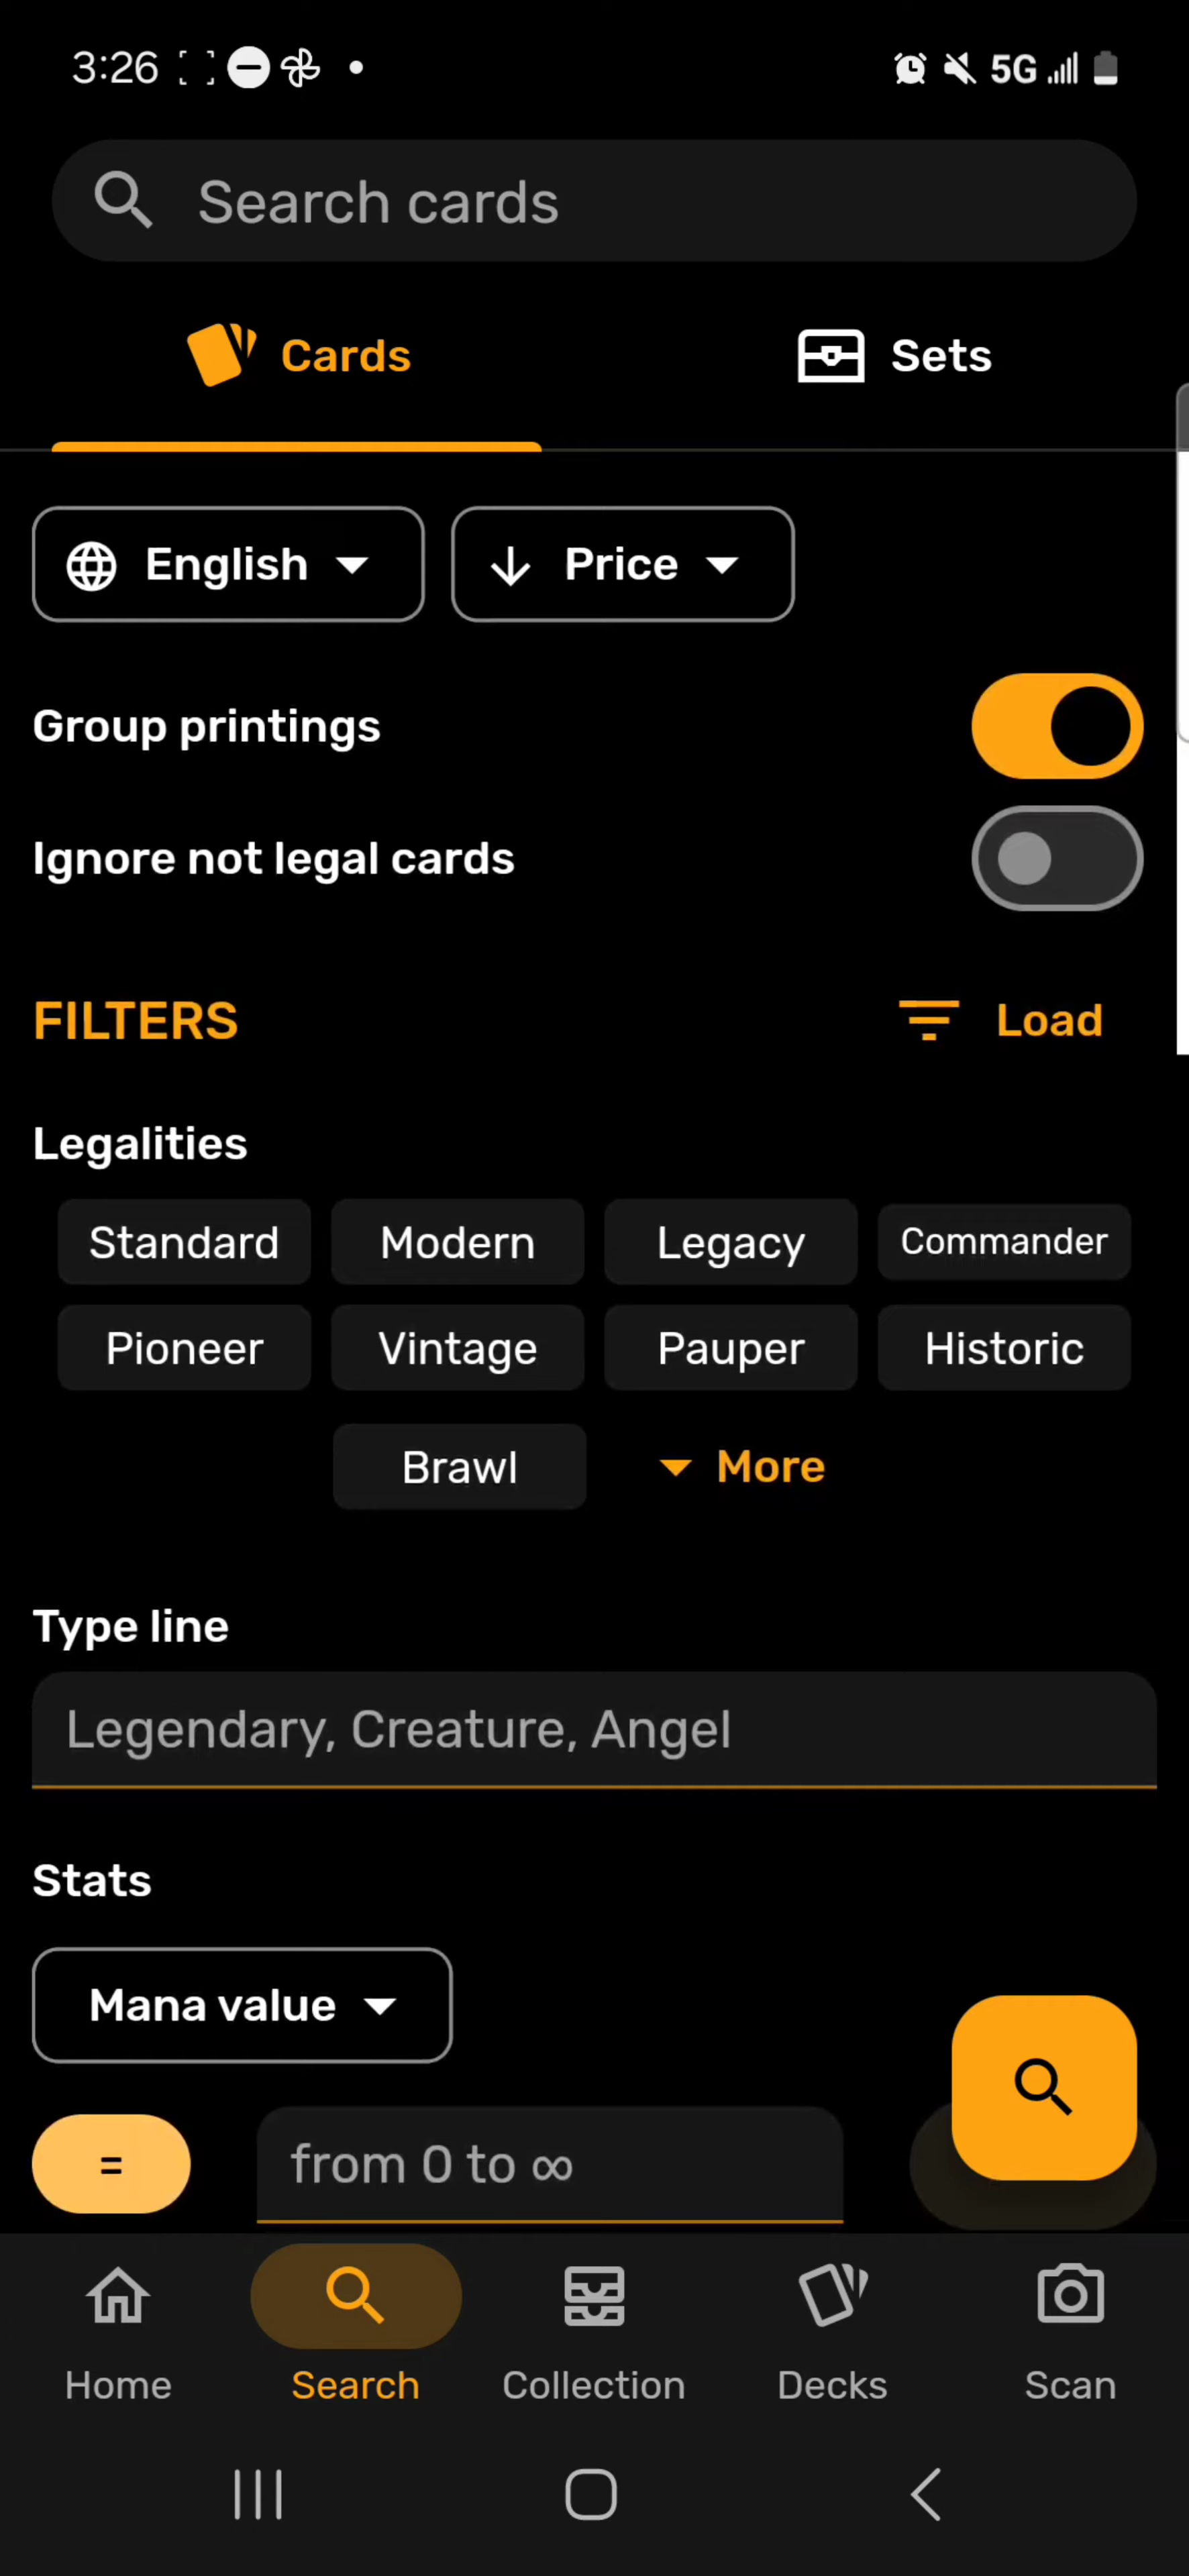 3:26 5G
Search cards
Cards Sets
English Price
Group printings
Ignore not legal cards
FILTERS Load
Legalities
Standard Modern Legacy Commander
Pioneer Vintage Pauper Historic
Brawl More
Type line
Legendary, Creature, Angel
Stats
Mana value
= from 0 to ∞
Home Search Collection Decks Scan